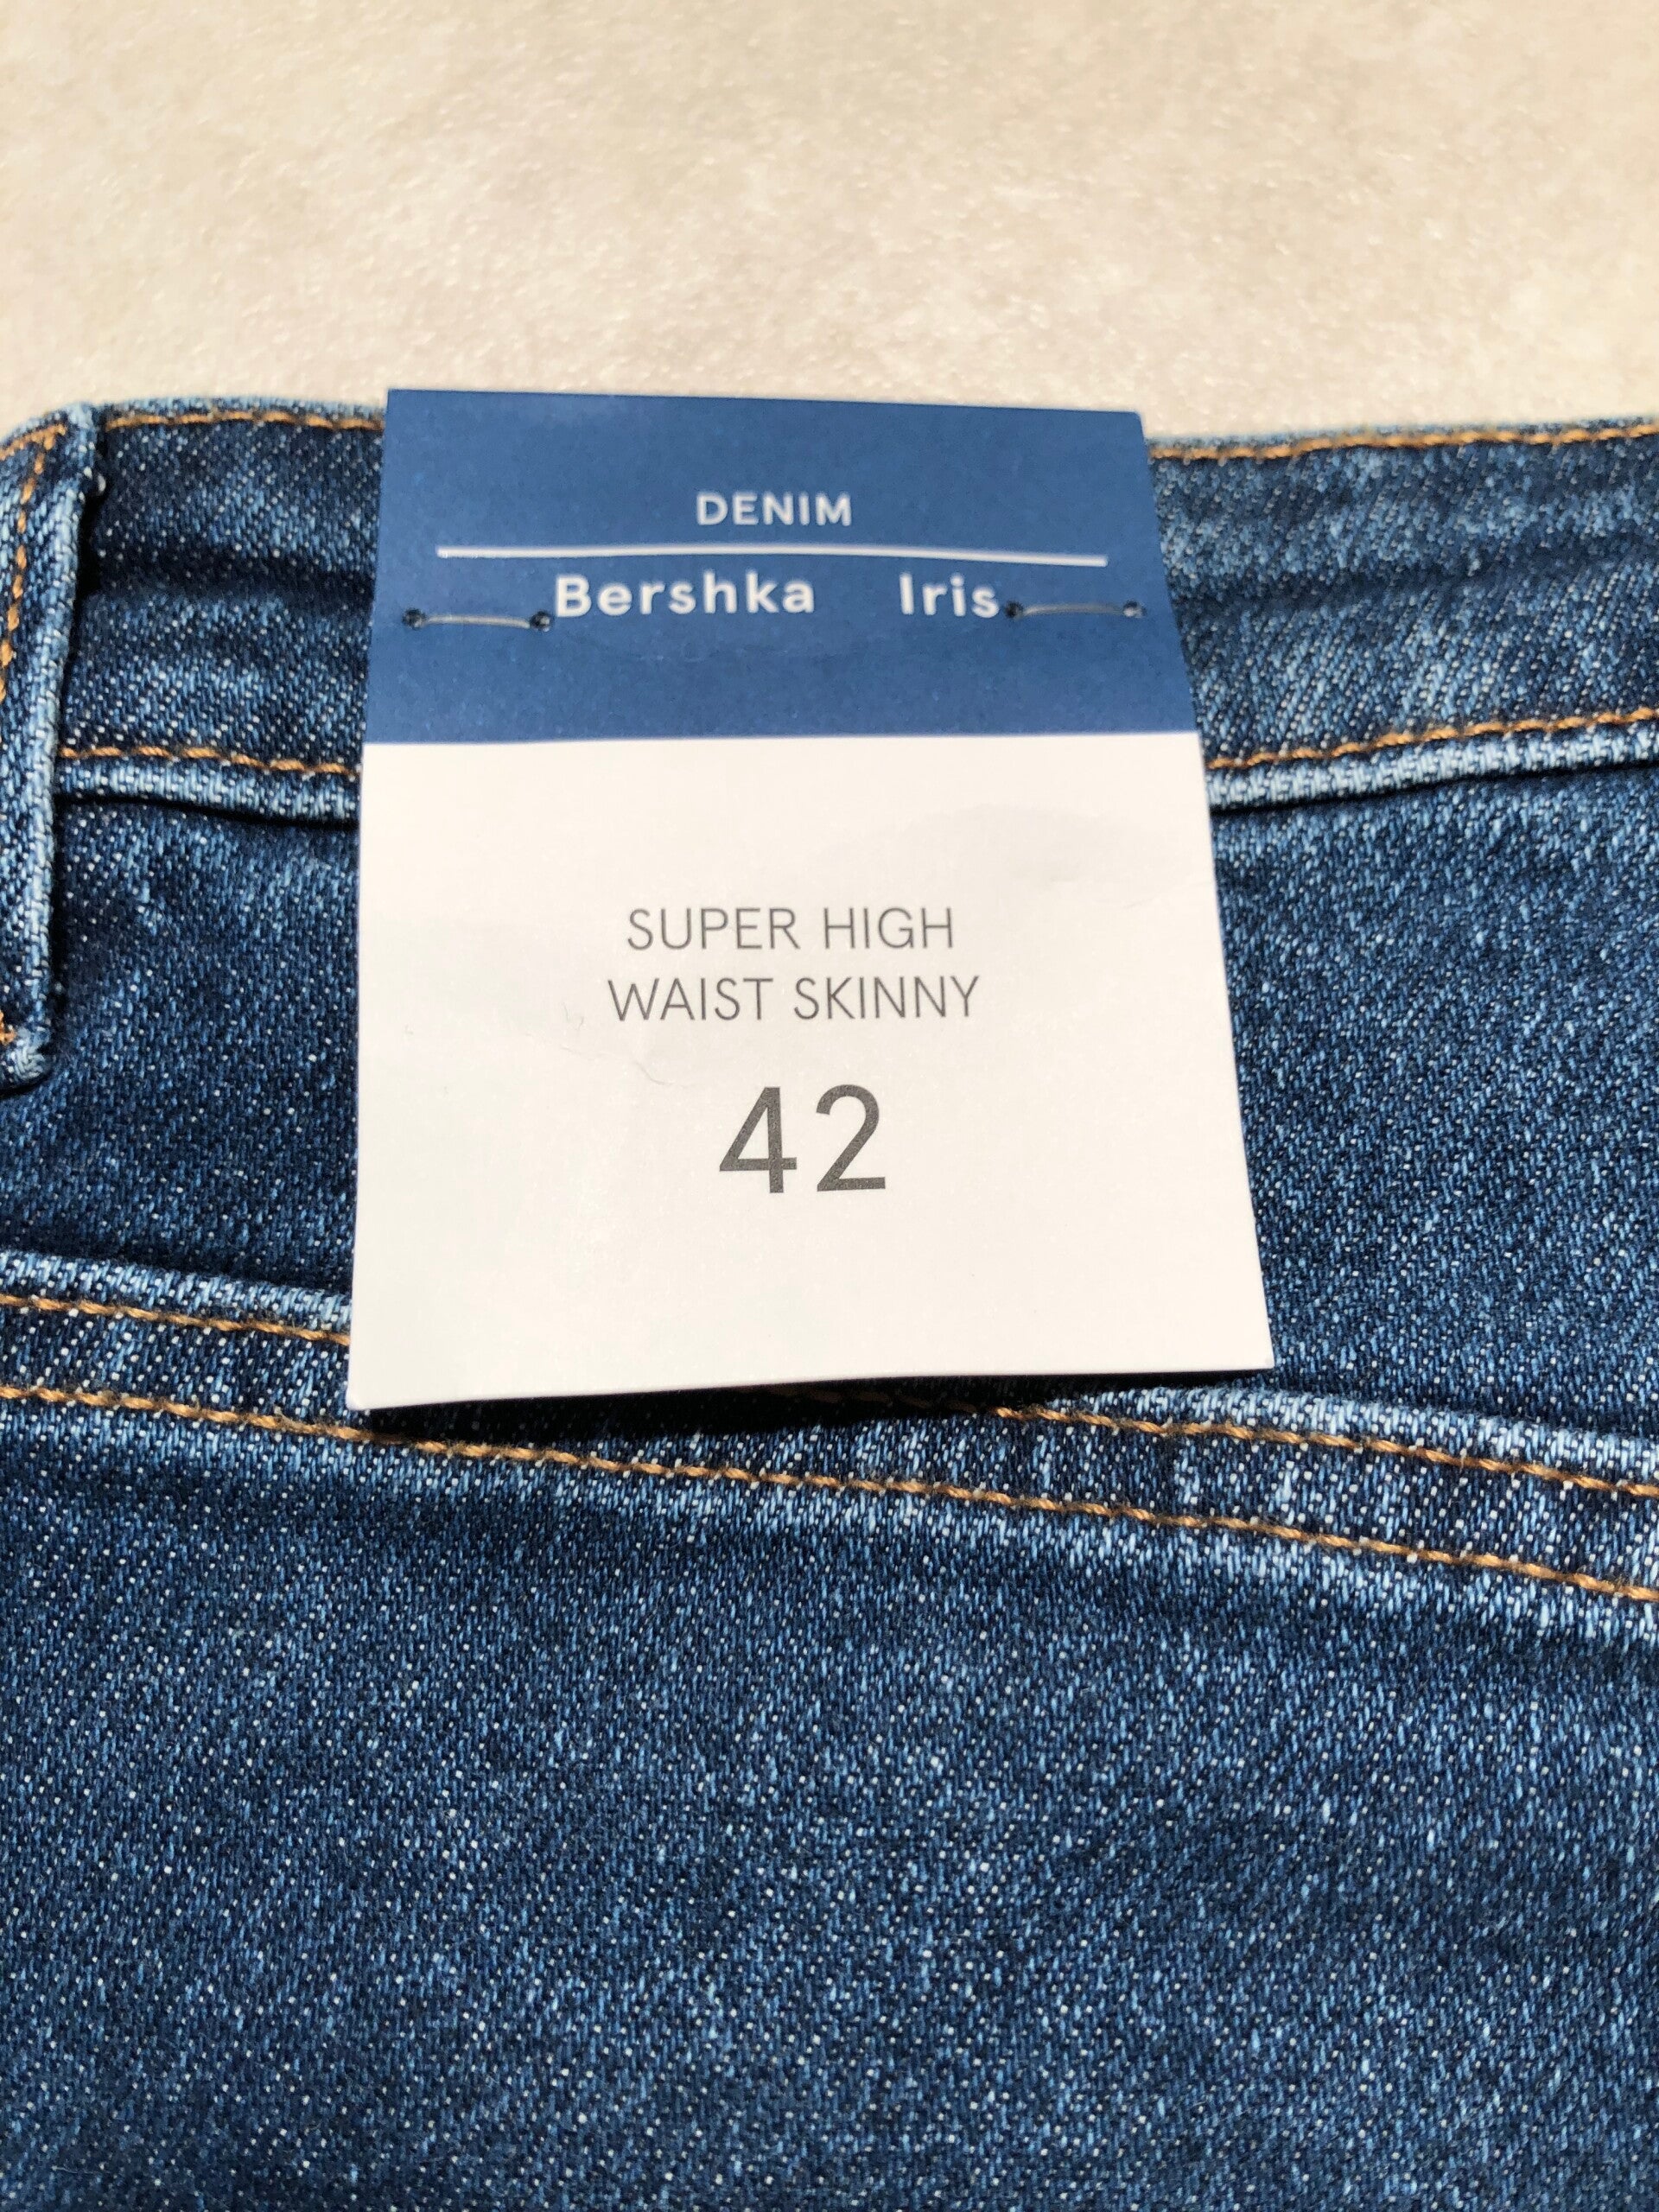 DENIM
Bershka Iris
SUPER HIGH
WAIST SKINNY
42